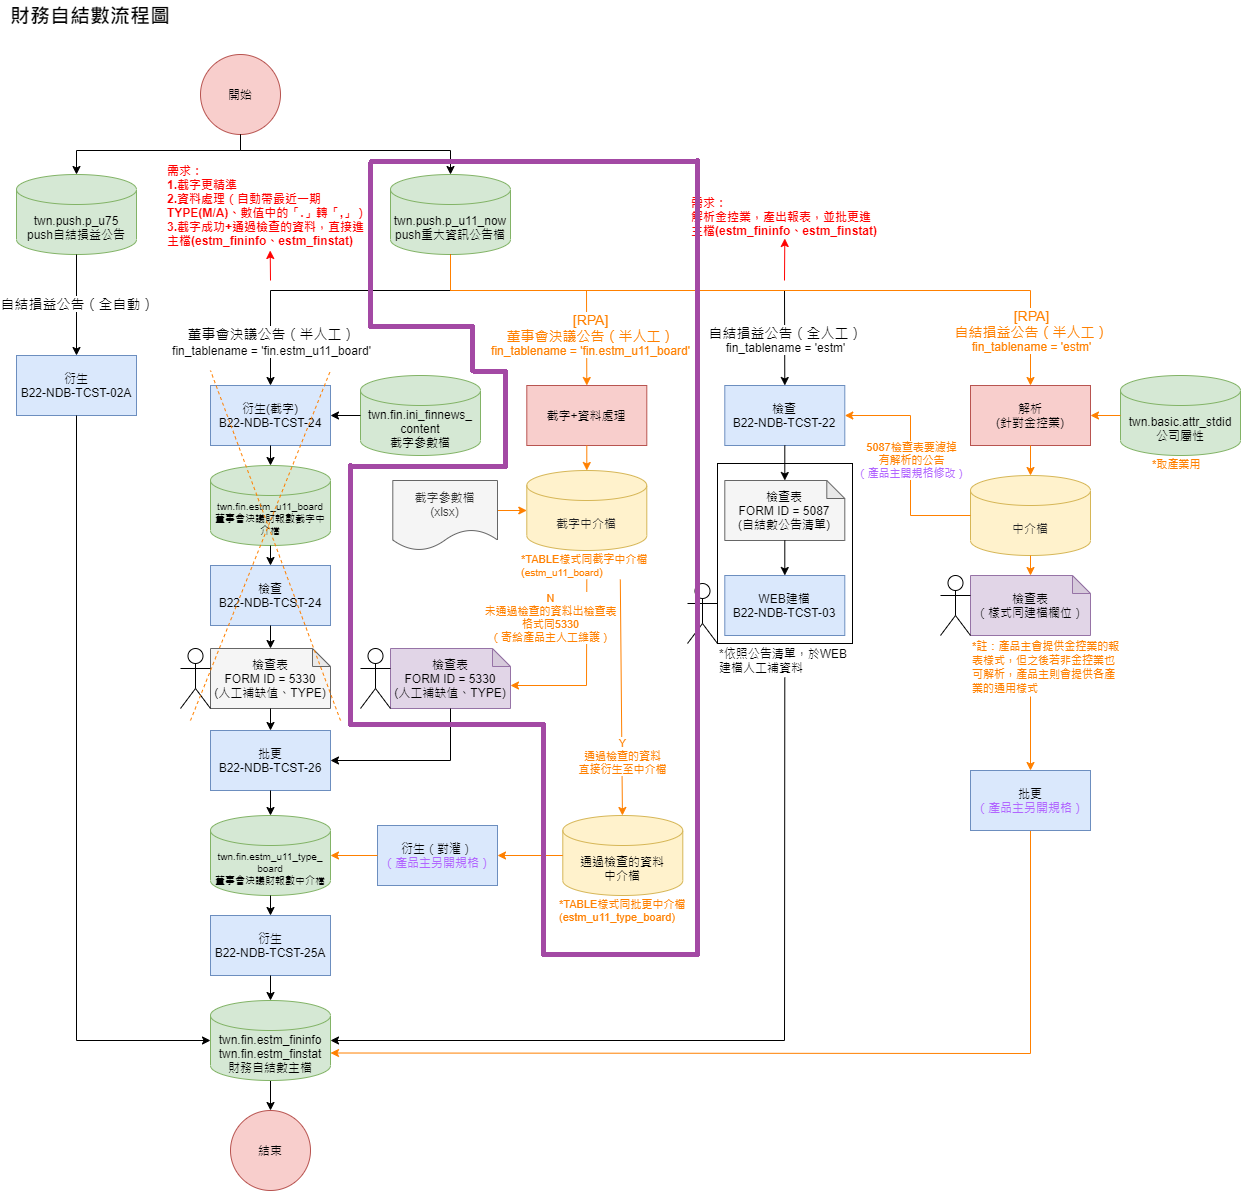 財務自結數流程圖
開始
twn.push.p_u75
push自結損益公告
需求：
1.截字更精準
2.資料處理（自動帶最近一期
TYPE(M/A)、數值中的「.」轉「,」）
3.截字成功+通過檢查的資料，直接進
主檔(estm_fininfo、estm_finstat)
twn.push.p_u11_now
push重大資訊公告檔
需求：
解析金控業，產出報表，並批更進
主檔(estm_fininfo、estm_finstat)
自結損益公告（全自動）
董事會決議公告（半人工）
fin_tablename = 'fin.estm_u11_board'
[RPA]
董事會決議公告（半人工）
fin_tablename = 'fin.estm_u11_board'
自結損益公告（全人工）
fin_tablename = 'estm'
[RPA]
自結損益公告（半人工）
fin_tablename = 'estm'
衍生
B22-NDB-TCST-02A
衍生(截字)
B22-NDB-TCST-24
twn.fin.ini_finnews_
content
截字參數檔
截字+資料處理
檢查
B22-NDB-TCST-22
解析
(針對金控業)
twn.basic.attr_stdid
公司屬性
*取產業用
5087檢查表要濾掉
有解析的公告
（產品主開規格修改）
twn.fin.estm_u11_board
董事會決議財報數截字中
介檔
截字參數檔
(xlsx)
截字中介檔
*TABLE樣式同截字中介檔
(estm_u11_board)
檢查表
FORM ID = 5087
(自結數公告清單)
中介檔
檢查
B22-NDB-TCST-24
N
未通過檢查的資料出檢查表
格式同5330
（寄給產品主人工維護）
WEB建檔
B22-NDB-TCST-03
*依照公告清單，於WEB
建檔人工補資料
檢查表
（樣式同建檔欄位）
*註：產品主會提供金控業的報
表樣式，但之後若非金控業也
可解析，產品主則會提供各產
業的通用樣式
檢查表
FORM ID = 5330
(人工補缺值、TYPE)
檢查表
FORM ID = 5330
(人工補缺值、TYPE)
批更
B22-NDB-TCST-26
Y
通過檢查的資料
直接衍生至中介檔
批更
（產品主另開規格）
twn.fin.estm_u11_type_
board
董事會決議財報數中介檔
衍生（對灌）
（產品主另開規格）
通過檢查的資料
中介檔
*TABLE樣式同批更中介檔
(estm_u11_type_board)
衍生
B22-NDB-TCST-25A
twn.fin.estm_fininfo
twn.fin.estm_finstat
財務自結數主檔
結束